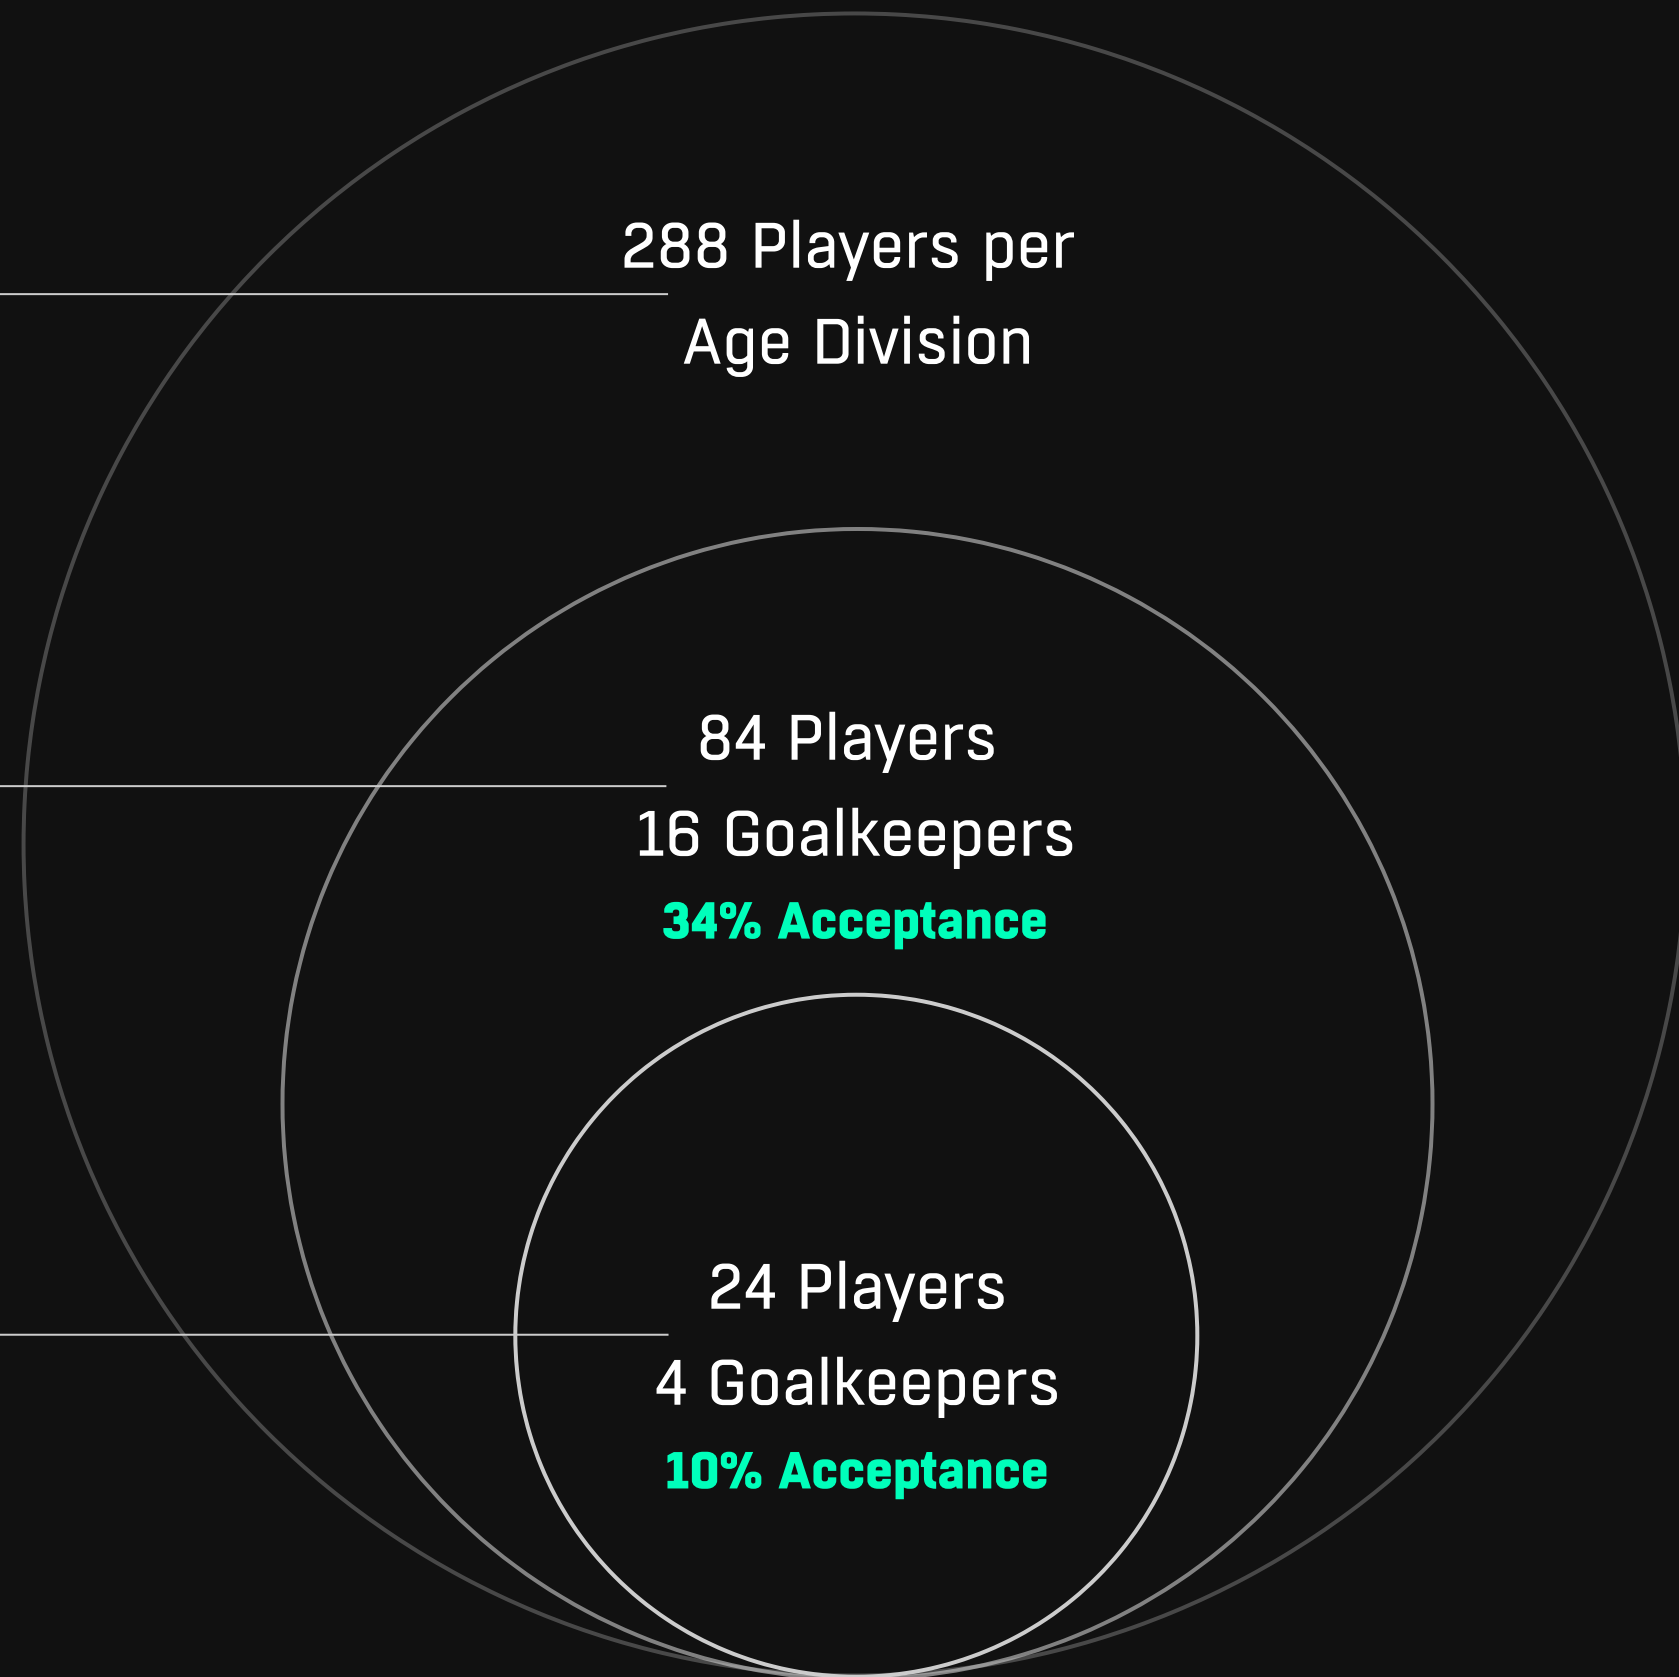 288 Players per
Age Division
84 Players
16 Goalkeepers
34% Acceptance
24 Players
4 Goalkeepers
10% Acceptance